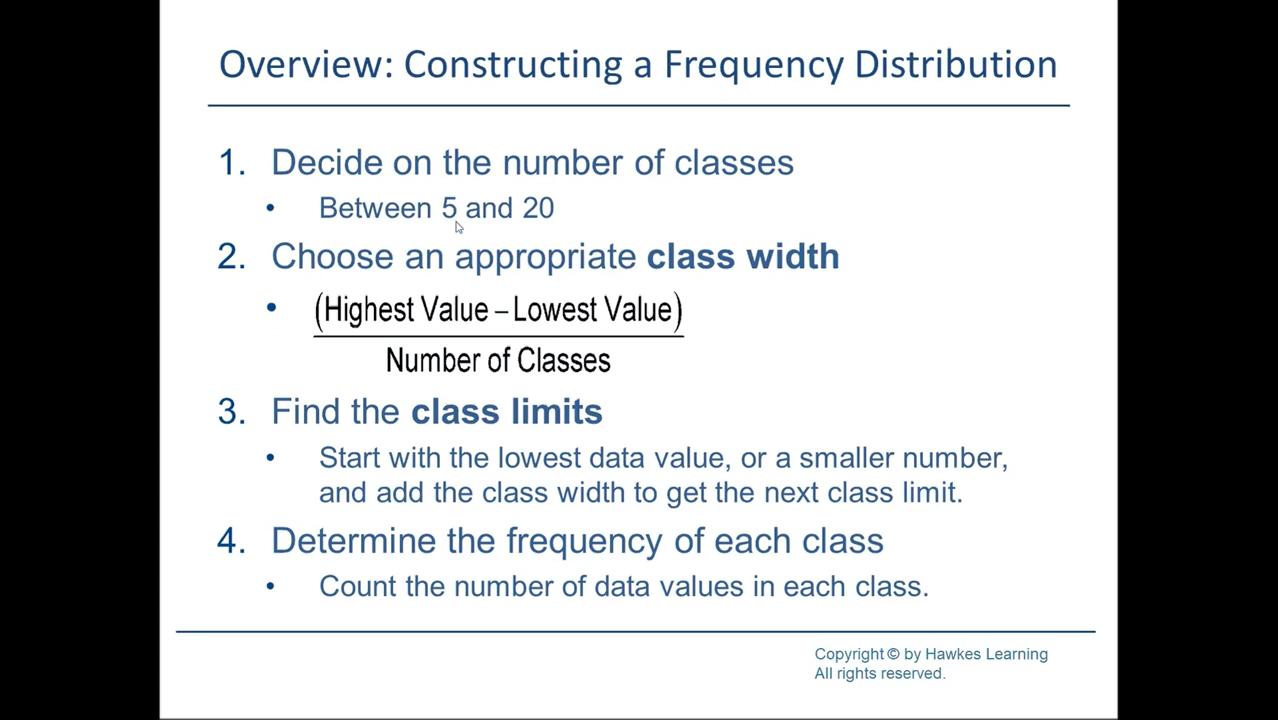 Overview: Constructing a Frequency Distribution
1. Decide on the number of classes
• Between 5 and 20
2. Choose an appropriate class width
• (Highest Value – Lowest Value)
Number of Classes
3. Find the class limits
• Start with the lowest data value, or a smaller number,
and add the class width to get the next class limit.
4. Determine the frequency of each class
• Count the number of data values in each class.
Copyright © by Hawkes Learning
All rights reserved.